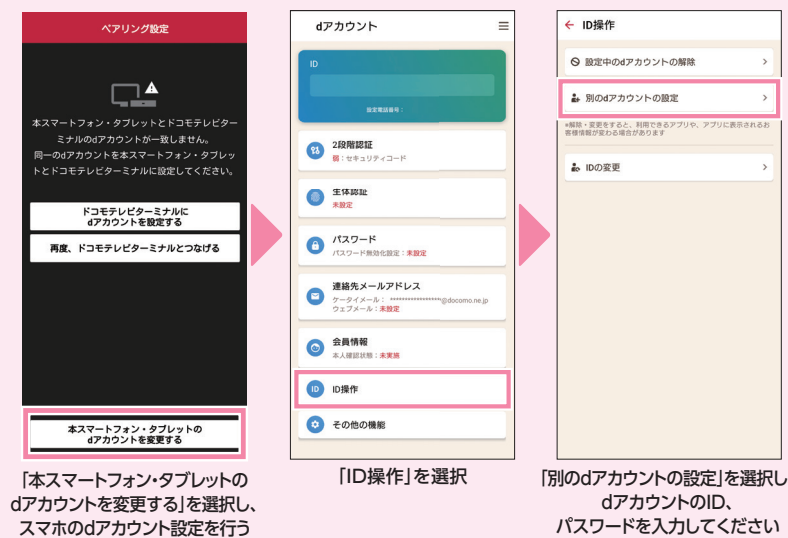 ペアリング設定
本スマートフォン・タブレットとドコモテレビター
ミナルのdアカウントが一致しません。
同一のdアカウントを本スマートフォン・タブレッ
トとドコモテレビターミナルに設定してください。
ドコモテレビターミナルに
dアカウントを設定する
再度、ドコモテレビターミナルとつなげる
本スマートフォン・タブレットの
dアカウントを変更する
「本スマートフォン・タブレットの
dアカウントを変更する」を選択し、
スマホのdアカウント設定を行う
dアカウント
ID
設定電話番号：
2段階認証
鍵：セキュリティコード
生体認証
未設定
パスワード
パスワード無効化設定：未設定
連絡先メールアドレス
ケータイメール： *****************@docomo.ne.jp
ウェブメール：未設定
会員情報
本人確認状態：未実施
ID
ID操作
その他の機能
「ID操作」を選択
ID操作
設定中のdアカウントの解除
別のdアカウントの設定
※解除・変更をすると、利用できるアプリや、アプリに表示されるお
客様情報が変わる場合があります
IDの変更
「別のdアカウントの設定」を選択し
dアカウントのID、
パスワードを入力してください